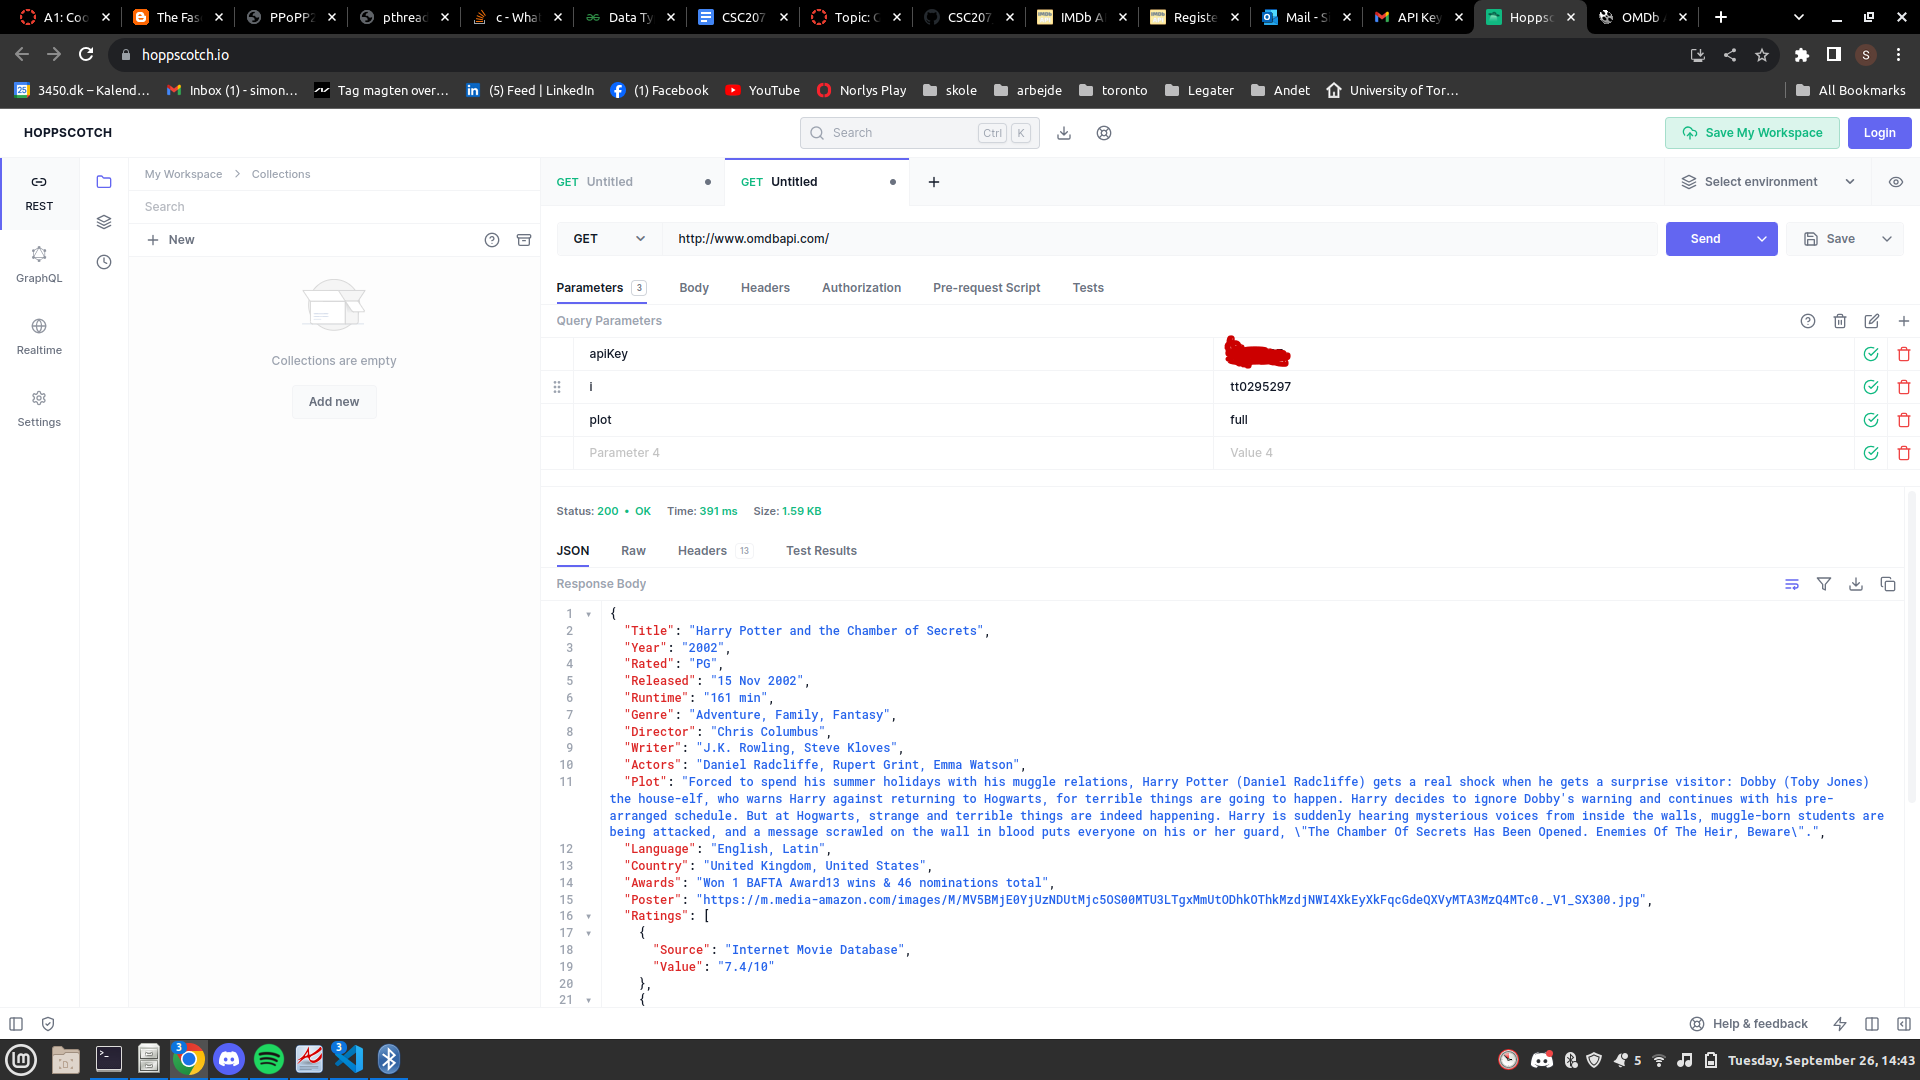 A1: Coo
The Fas
PPoPP2
pthread
c - Wha
Data Ty
CSC207
Topic: C
CSC207
IMDb A
Registe
Mail - S
API Key
Hoppsc
OMDb
hoppscotch.io
S
3450.dk – Kalend...
Inbox (1) - simon...
Tag magten over...
(5) Feed | LinkedIn
(1) Facebook
YouTube
Norlys Play
skole
arbejde
toronto
Legater
Andet
University of Tor...
All Bookmarks
HOPPSCOTCH
Search
Ctrl
K
Save My Workspace
Login
REST
GraphQL
Realtime
Settings
My Workspace
Collections
Search
New
Collections are empty
Add new
GET Untitled
GET Untitled
Select environment
GET
http://www.omdbapi.com/
Send
Save
Parameters 3
Body
Headers
Authorization
Pre-request Script
Tests
Query Parameters
apiKey
i tt0295297
plot full
Parameter 4 Value 4
Status: 200 • OK Time: 391 ms Size: 1.59 KB
JSON
Raw
Headers 13
Test Results
Response Body
1 {
2 "Title": "Harry Potter and the Chamber of Secrets",
3 "Year": "2002",
4 "Rated": "PG",
5 "Released": "15 Nov 2002",
6 "Runtime": "161 min",
7 "Genre": "Adventure, Family, Fantasy",
8 "Director": "Chris Columbus",
9 "Writer": "J.K. Rowling, Steve Kloves",
10 "Actors": "Daniel Radcliffe, Rupert Grint, Emma Watson",
11 "Plot": "Forced to spend his summer holidays with his muggle relations, Harry Potter (Daniel Radcliffe) gets a real shock when he gets a surprise visitor: Dobby (Toby Jones)
the house-elf, who warns Harry against returning to Hogwarts, for terrible things are going to happen. Harry decides to ignore Dobby's warning and continues with his pre-
arranged schedule. But at Hogwarts, strange and terrible things are indeed happening. Harry is suddenly hearing mysterious voices from inside the walls, muggle-born students are
being attacked, and a message scrawled on the wall in blood puts everyone on his or her guard, \"The Chamber Of Secrets Has Been Opened. Enemies Of The Heir, Beware\".",
12 "Language": "English, Latin",
13 "Country": "United Kingdom, United States",
14 "Awards": "Won 1 BAFTA Award13 wins & 46 nominations total",
15 "Poster": "https://m.media-amazon.com/images/M/MV5BMjE0YjUzNDUtMjc5OS00MTU3LTgxMmUtODhkOThkMzdjNWI4XkEyXkFqcGdeQXVyMTA3MzQ4MTc0._V1_SX300.jpg",
16 "Ratings": [
17 {
18 "Source": "Internet Movie Database",
19 "Value": "7.4/10"
20 },
21 {
Help & feedback
3
3
5
Tuesday, September 26, 14:43